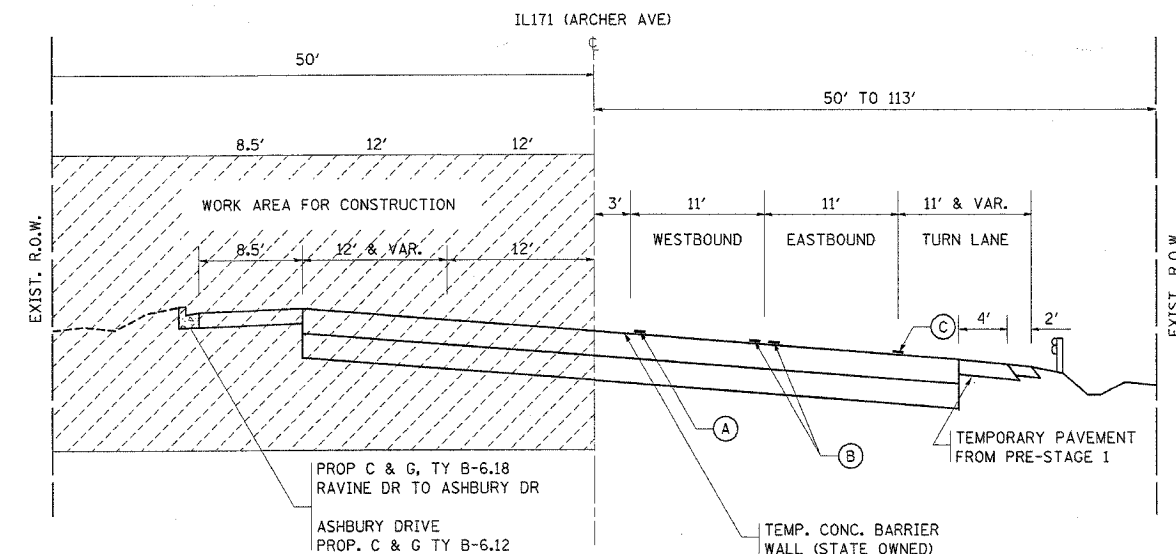 IL171 (ARCHER AVE)
℄
50'
50' TO 113'
8.5'
12'
12'
WORK AREA FOR CONSTRUCTION
3'
11'
11'
11' & VAR.
WESTBOUND
EASTBOUND
TURN LANE
EXIST. R.O.W.
EXIST. R.O.W.
8.5'
12' & VAR.
12'
C
4'
2'
A
B
TEMPORARY PAVEMENT
FROM PRE-STAGE 1
PROP C & G, TY B-6.18
RAVINE DR TO ASHBURY DR
ASHBURY DRIVE
PROP. C & G TY B-6.12
TEMP. CONC. BARRIER
WALL (STATE OWNED)